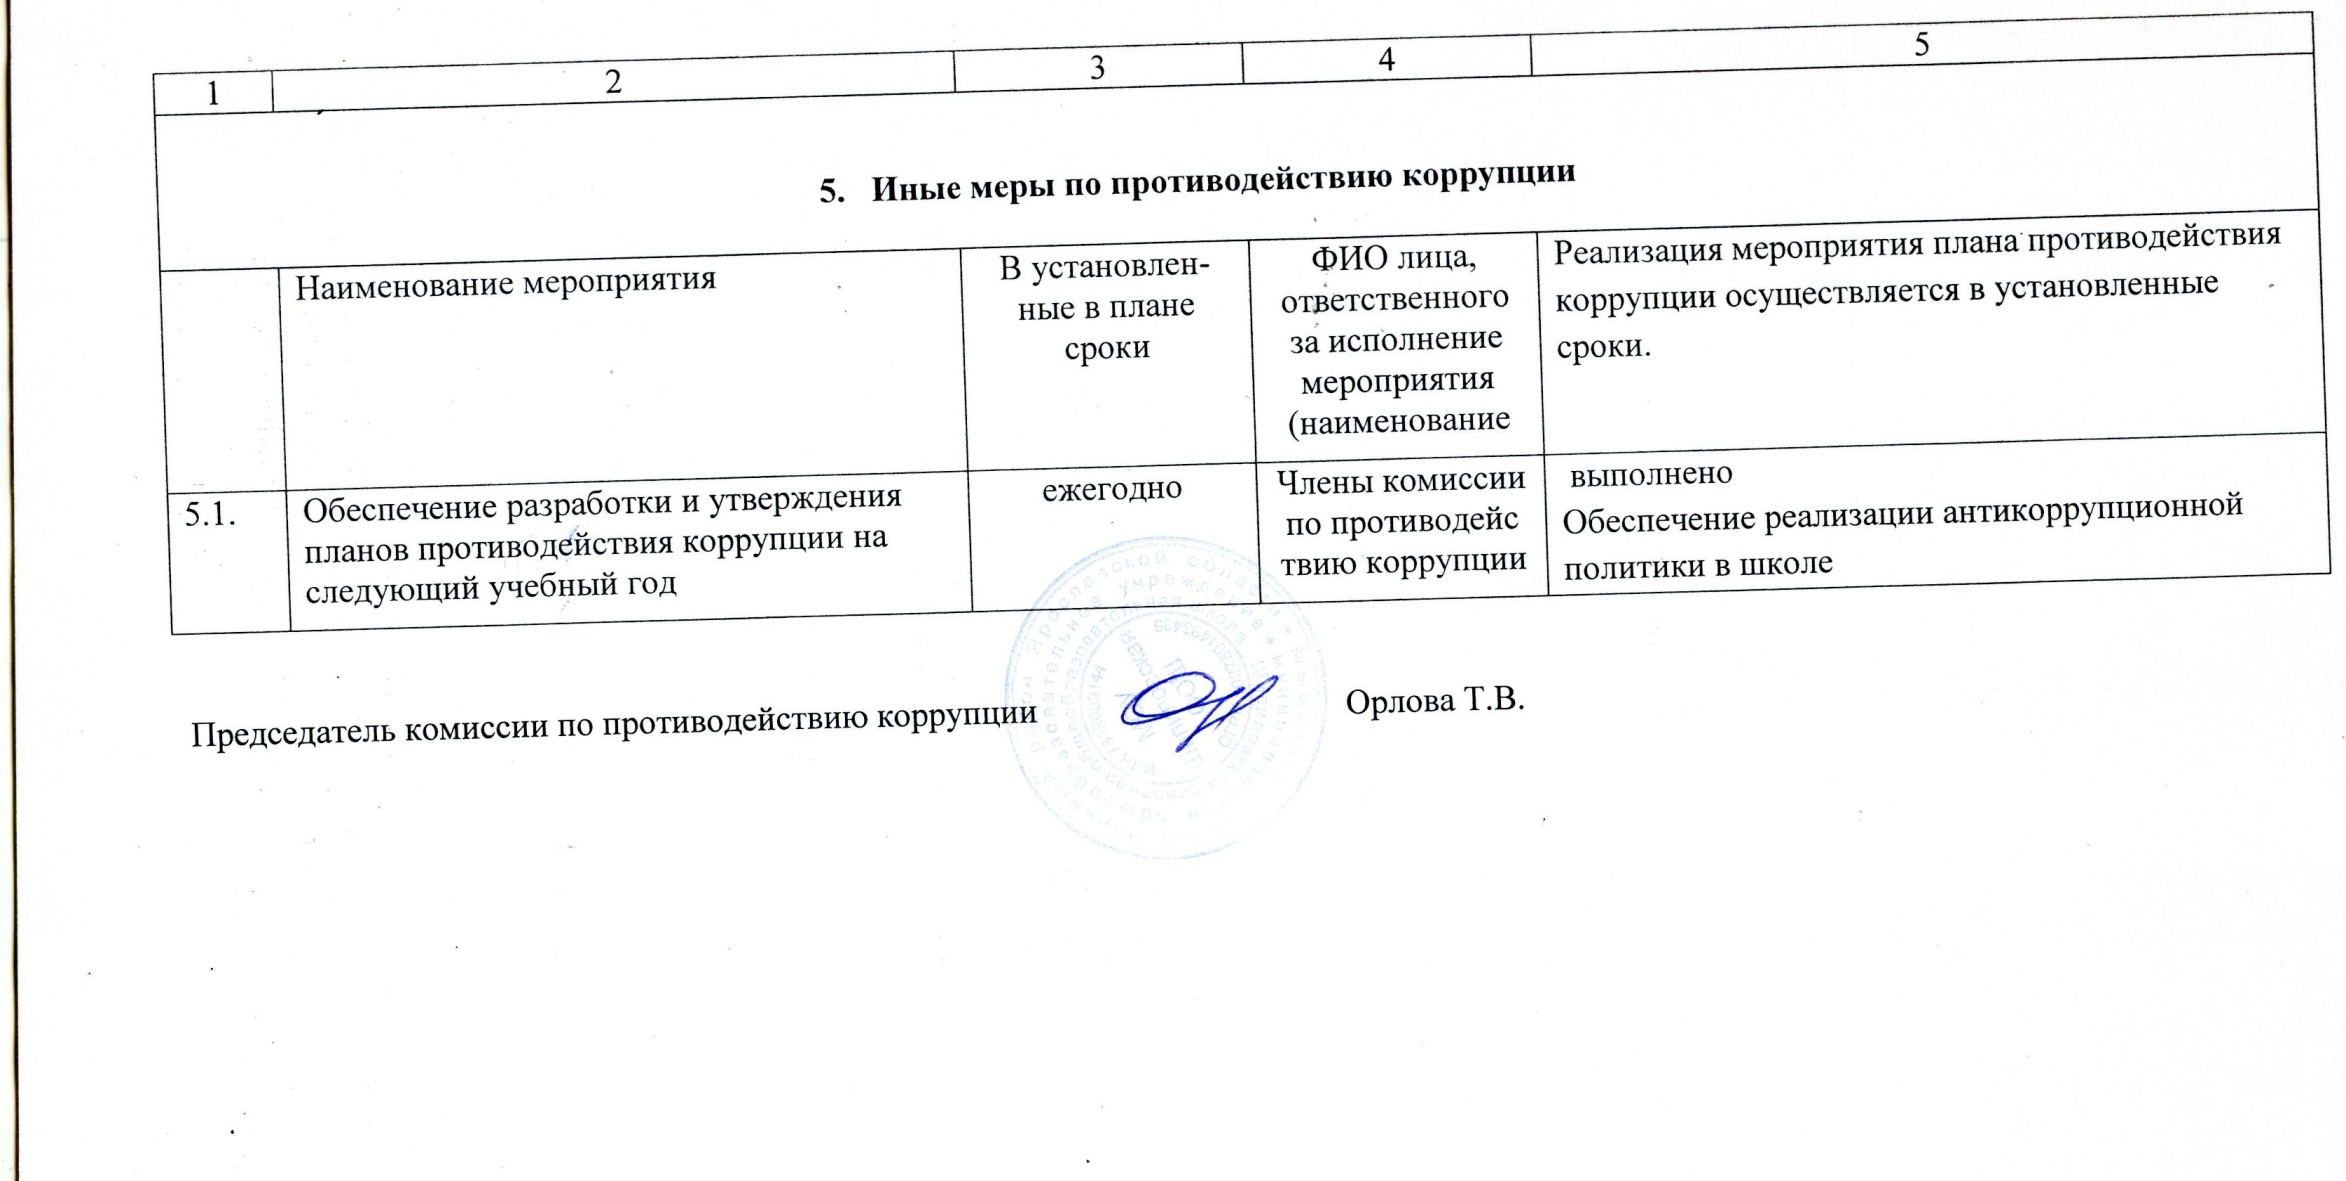 1 2 3 4 5
5. Иные меры по противодействию коррупции
Наименование мероприятия
В установлен-
ные в плане
сроки
ФИО лица,
ответственного
за исполнение
мероприятия
(наименование
Реализация мероприятия плана противодействия
коррупции осуществляется в установленные
сроки.
5.1.
Обеспечение разработки и утверждения
планов противодействия коррупции на
следующий учебный год
ежегодно
Члены комиссии
по противодейс
твию коррупции
выполнено
Обеспечение реализации антикоррупционной
политики в школе
Председатель комиссии по противодействию коррупции
Орлова Т.В.